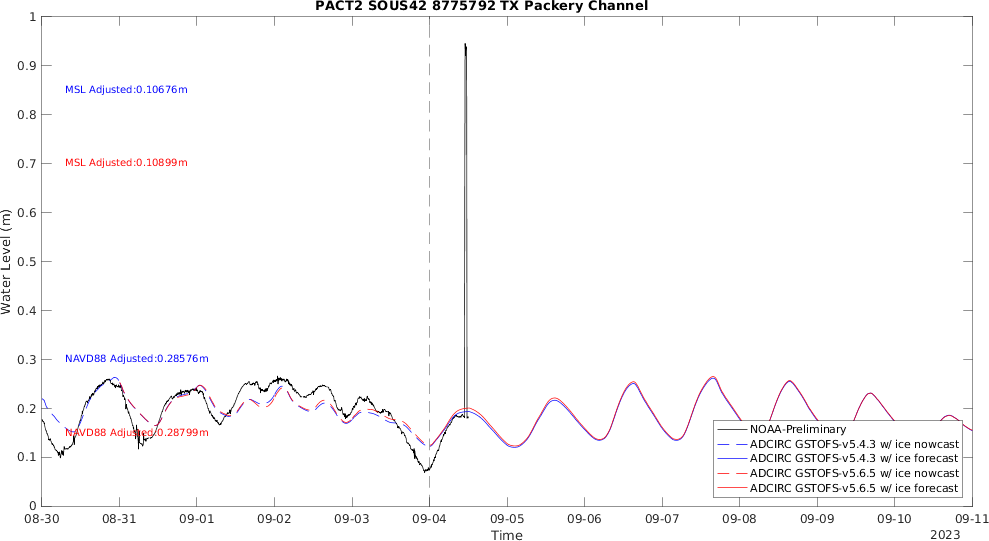 PACT2 SOUS42 8775792 TX Packery Channel
1
0.9
MSL Adjusted:0.10676m
0.8
0.7
MSL Adjusted:0.10899m
0.6
0.5
Water Level (m)
0.4
0.3
NAVD88 Adjusted:0.28576m
0.2
NAVD88 Adjusted:0.28799m
0.1
0
NOAA-Preliminary
ADCIRC GSTOFS-v5.4.3 w/ ice nowcast
ADCIRC GSTOFS-v5.4.3 w/ ice forecast
ADCIRC GSTOFS-v5.6.5 w/ ice nowcast
ADCIRC GSTOFS-v5.6.5 w/ ice forecast
08-30 08-31 09-01 09-02 09-03 09-04 09-05 09-06 09-07 09-08 09-09 09-10 09-11
Time
2023